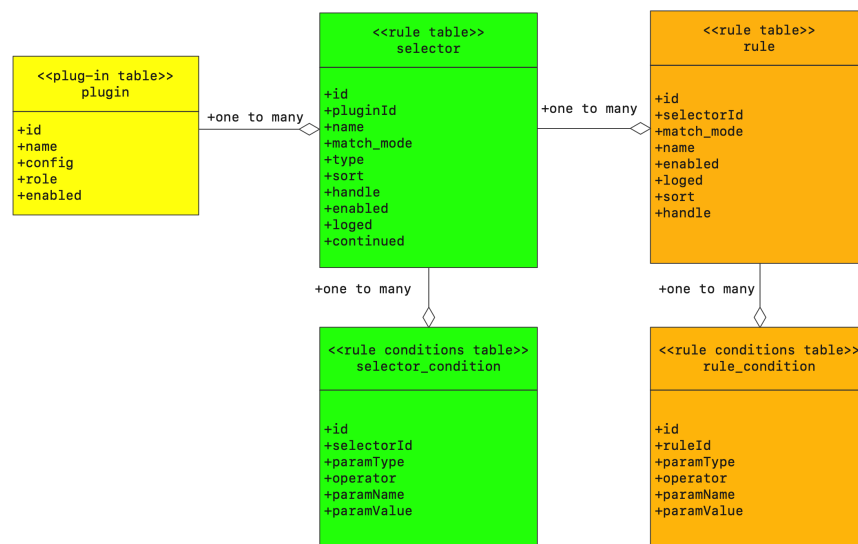 <<plug-in table>>
plugin
+id
+name
+config
+role
+enabled
+one to many
<<rule table>>
selector
+id
+pluginId
+name
+match_mode
+type
+sort
+handle
+enabled
+loged
+continued
+one to many
<<rule table>>
rule
+id
+selectorId
+match_mode
+name
+enabled
+loged
+sort
+handle
+one to many
<<rule conditions table>>
selector_condition
+id
+selectorId
+paramType
+operator
+paramName
+paramValue
+one to many
<<rule conditions table>>
rule_condition
+id
+ruleId
+paramType
+operator
+paramName
+paramValue